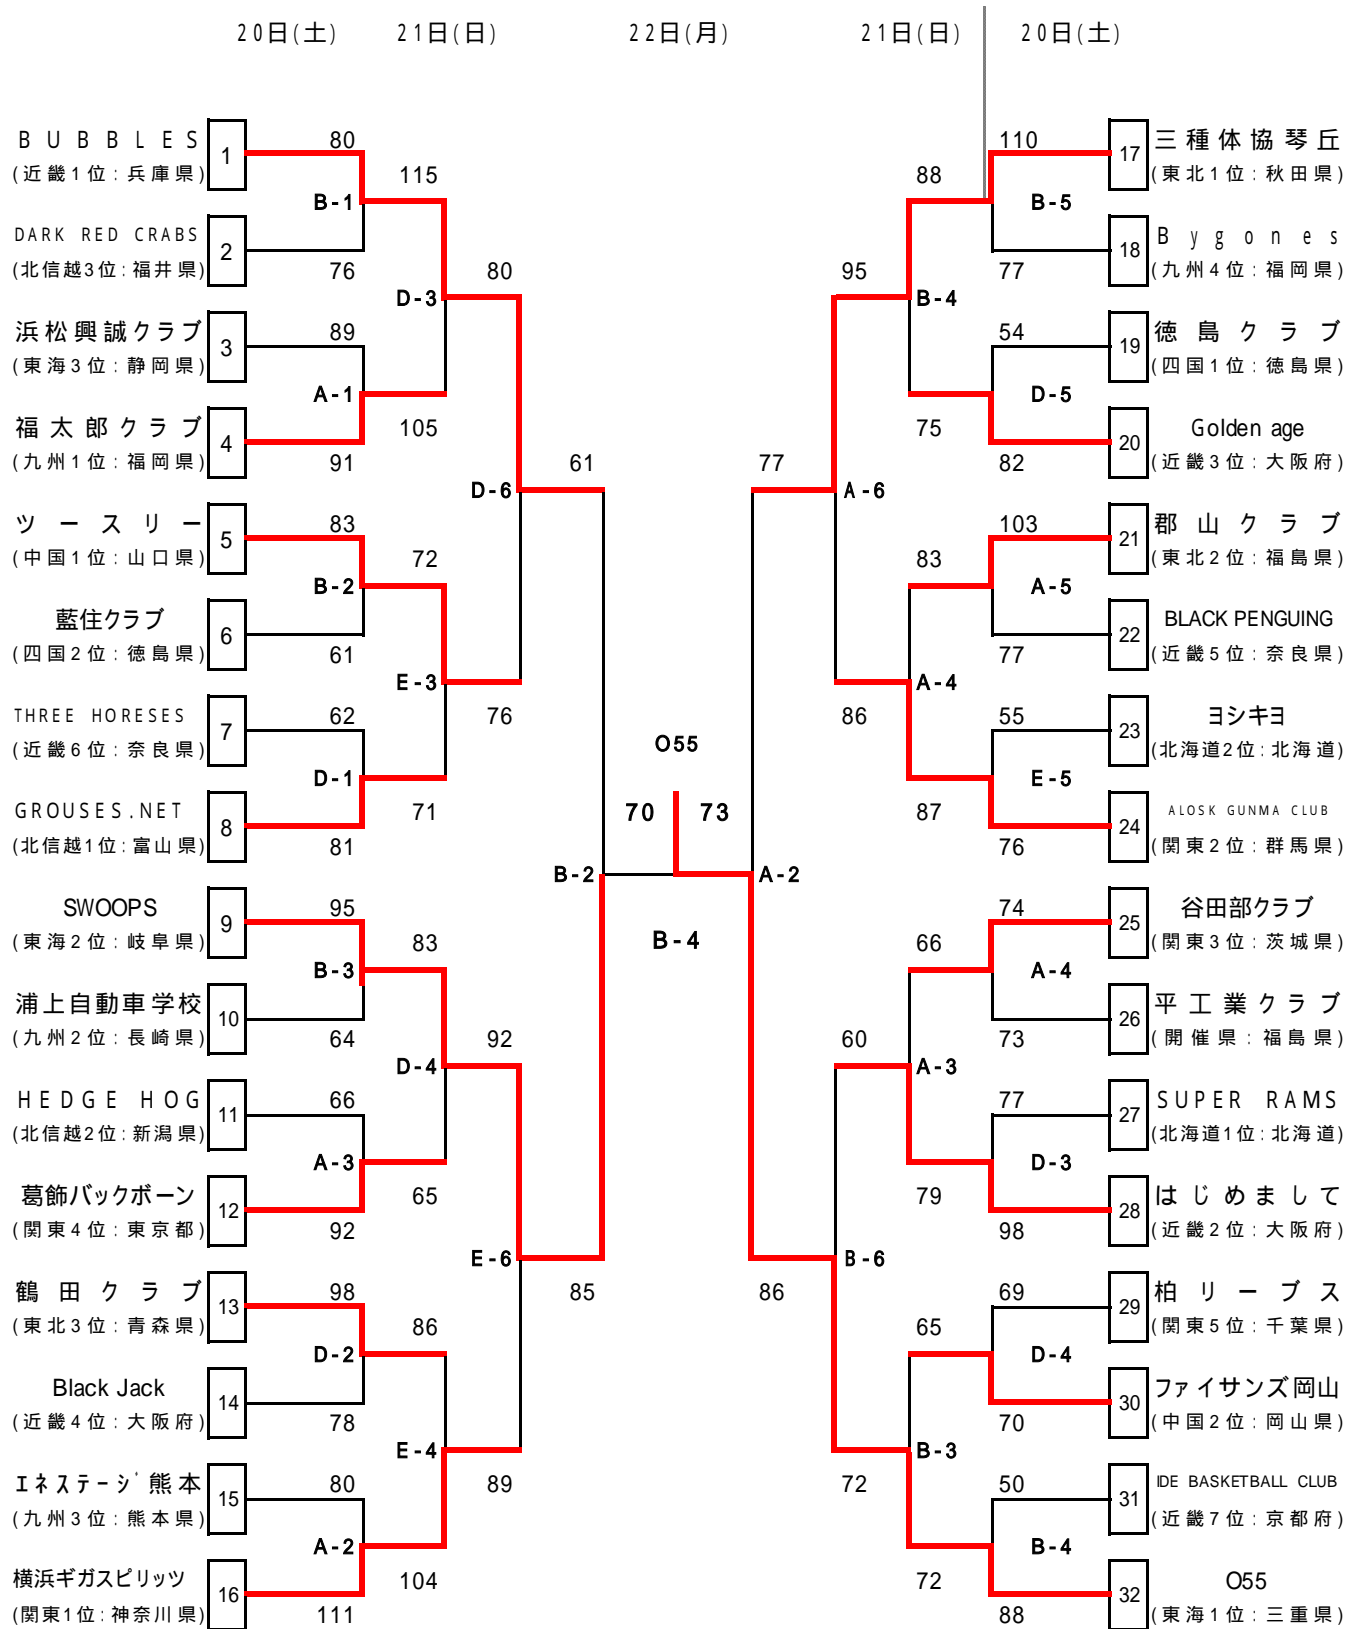 20日(土) 21日(日) 22日(月) 21日(日) 20日(土)
BUBBLES
(近畿1位:兵庫県)
1
80
115
B-1
DARK RED CRABS
(北信越3位:福井県)
2
76
80
D-3
浜松興誠クラブ
(東海3位:静岡県)
3
89
A-1
福太郎クラブ
(九州1位:福岡県)
4
91
105
61
D-6
ツースリー
(中国1位:山口県)
5
83
72
B-2
藍住クラブ
(四国2位:徳島県)
6
61
E-3
76
THREE HORESES
(近畿6位:奈良県)
7
62
D-1
GROUSES.NET
(北信越1位:富山県)
8
81
71
B-2
SWOOPS
(東海2位:岐阜県)
9
95
83
B-3
浦上自動車学校
(九州2位:長崎県)
10
64
92
D-4
HEDGE HOG
(北信越2位:新潟県)
11
66
A-3
葛飾バックボーン
(関東4位:東京都)
12
92
65
E-6
85
鶴田クラブ
(東北3位:青森県)
13
98
86
D-2
Black Jack
(近畿4位:大阪府)
14
78
E-4
89
エネステージ熊本
(九州3位:熊本県)
15
80
A-2
横浜ギガスピリッツ
(関東1位:神奈川県)
16
111
104
O55
70 73
B-4
88
110
17
三種体協琴丘
(東北1位:秋田県)
B-5
77
18
Bygones
(九州4位:福岡県)
95
B-4
54
19
徳島クラブ
(四国1位:徳島県)
D-5
75
82
20
Golden age
(近畿3位:大阪府)
77
A-6
83
103
21
郡山クラブ
(東北2位:福島県)
A-5
77
22
BLACK PENGUING
(近畿5位:奈良県)
86
A-4
55
23
ヨシキヨ
(北海道2位:北海道)
E-5
87
76
24
ALOSK GUNMA CLUB
(関東2位:群馬県)
A-2
66
74
25
谷田部クラブ
(関東3位:茨城県)
A-4
73
26
平工業クラブ
(開催県:福島県)
60
A-3
77
27
SUPER RAMS
(北海道1位:北海道)
D-3
79
98
28
はじめまして
(近畿2位:大阪府)
86
B-6
65
69
29
柏リーブス
(関東5位:千葉県)
D-4
70
30
ファイサンズ岡山
(中国2位:岡山県)
72
B-3
50
31
IDE BASKETBALL CLUB
(近畿7位:京都府)
B-4
72
88
32
O55
(東海1位:三重県)